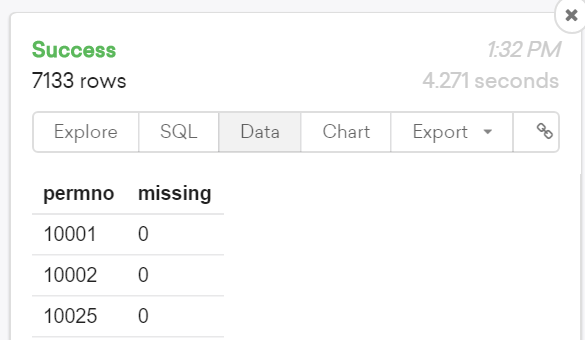 Success 1:32 PM
7133 rows 4.271 seconds
Explore SQL Data Chart Export
permno missing
10001 0
10002 0
10025 0